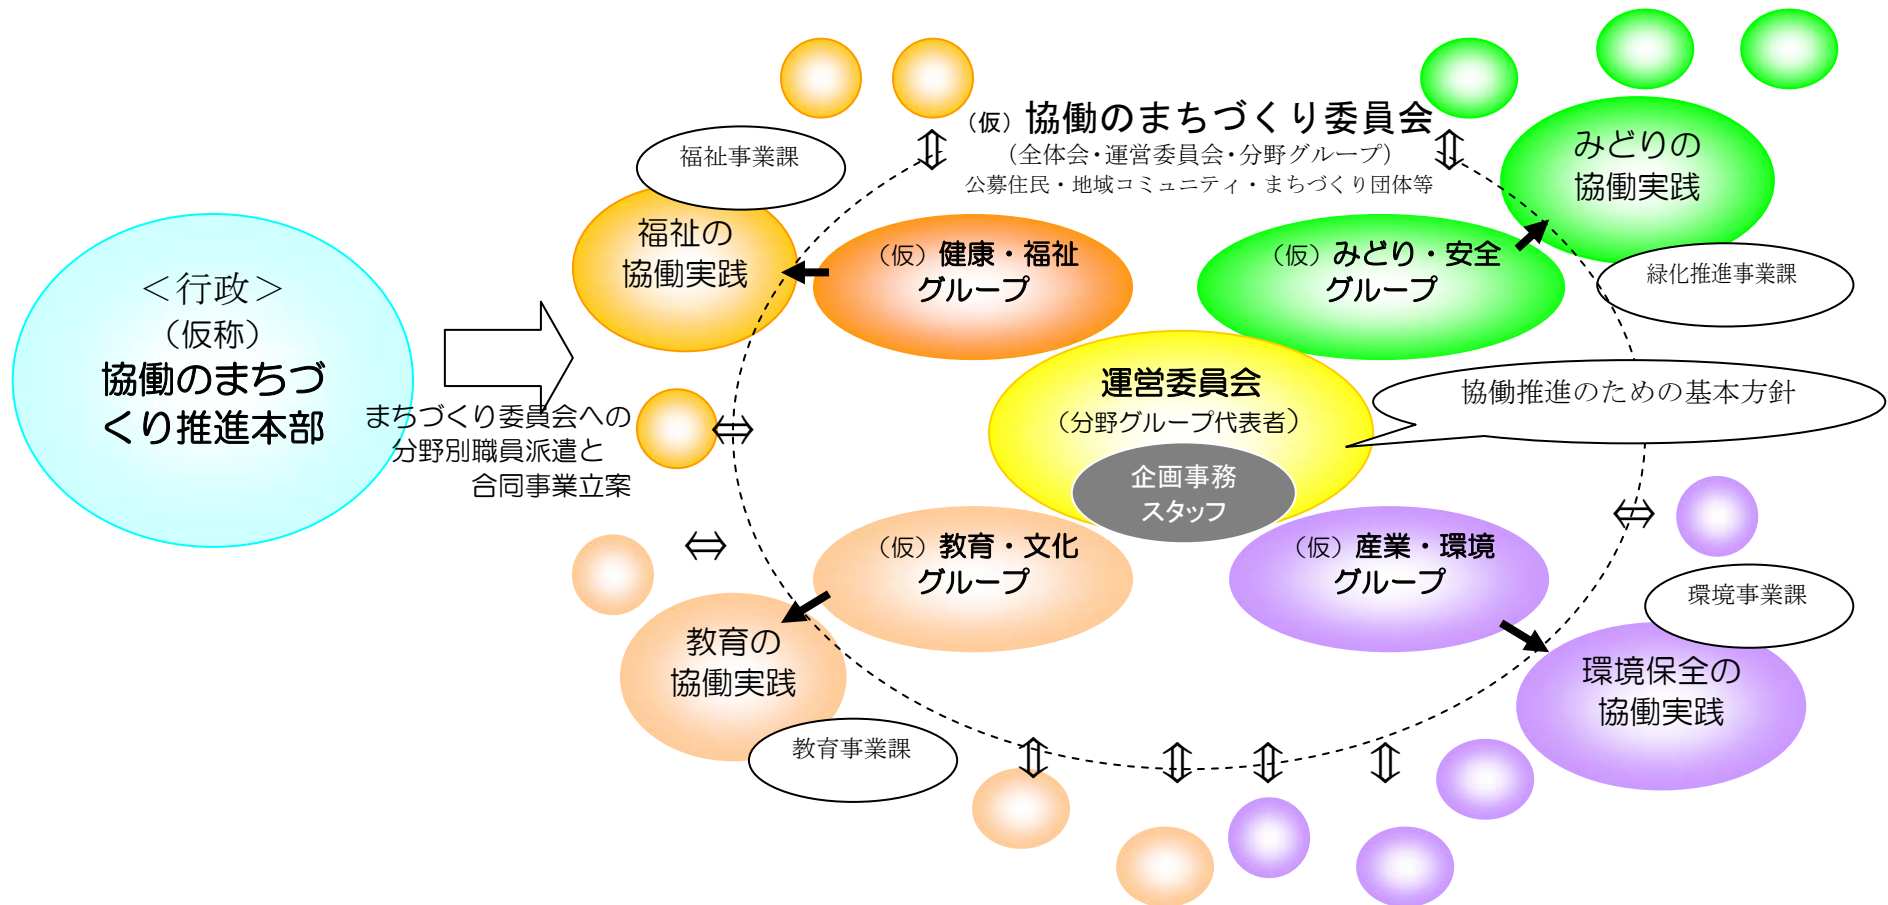 （仮）協働のまちづくり委員会
（全体会・運営委員会・分野グループ）
公募住民・地域コミュニティ・まちづくり団体等
福祉事業課
福祉の
協働実践
（仮）健康・福祉
グループ
（仮）みどり・安全
グループ
みどりの
協働実践
緑化推進事業課
＜行政＞
（仮称）
協働のまちづ
くり推進本部
まちづくり委員会への
分野別職員派遣と
合同事業立案
運営委員会
（分野グループ代表者）
企画事務
スタッフ
協働推進のための基本方針
（仮）教育・文化
グループ
（仮）産業・環境
グループ
教育の
協働実践
教育事業課
環境事業課
環境保全の
協働実践